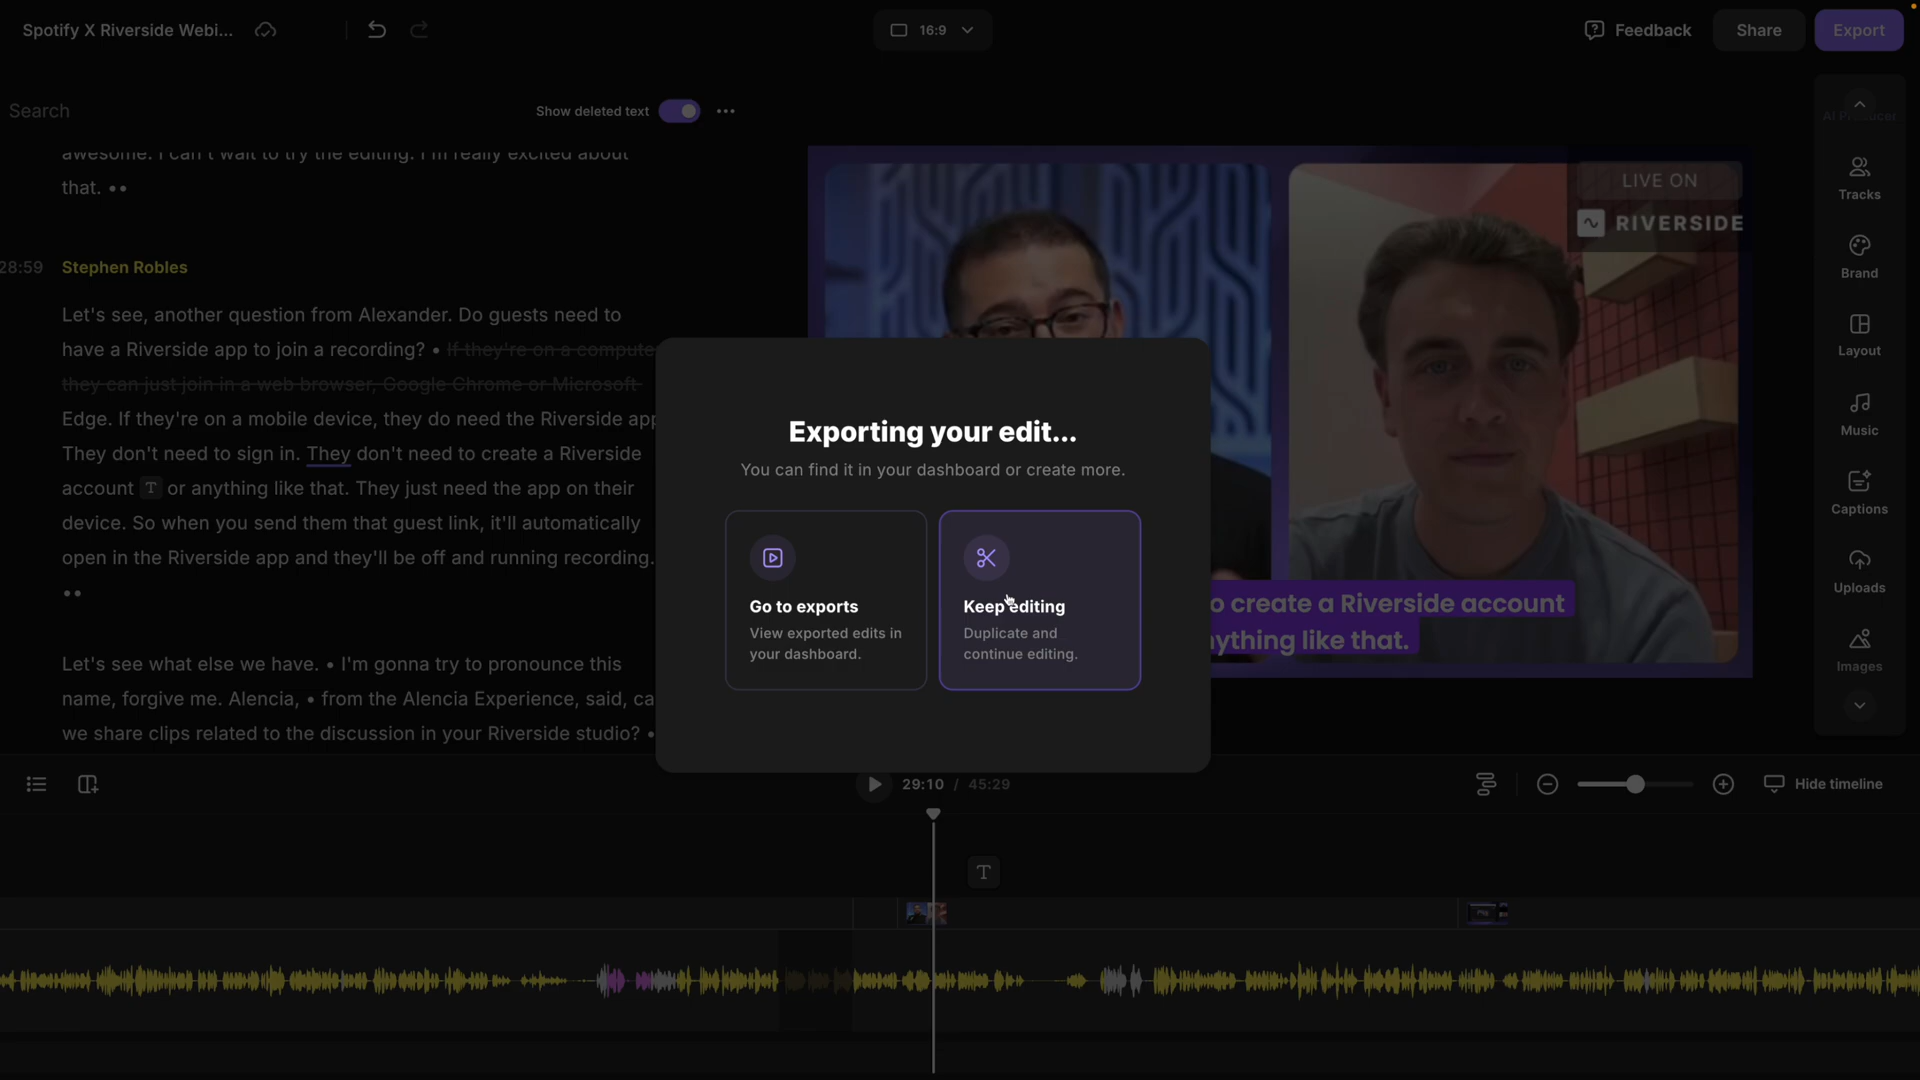 Spotify X Riverside Webi...
16:9
Feedback
Share
Export
Search
Show deleted text
AI Producer
awesome. I can't wait to try the editing. I'm really excited about
that. ••
28:59
Stephen Robles
Let's see, another question from Alexander. Do guests need to
have a Riverside app to join a recording? • If they're on a compute
they can just join in a web browser, Google Chrome or Microsoft
Edge. If they're on a mobile device, they do need the Riverside app
They don't need to sign in. They don't need to create a Riverside
account T or anything like that. They just need the app on their
device. So when you send them that guest link, it'll automatically
open in the Riverside app and they'll be off and running recording.
••
Let's see what else we have. • I'm gonna try to pronounce this
name, forgive me. Alencia, • from the Alencia Experience, said, ca
we share clips related to the discussion in your Riverside studio? •
LIVE ON
RIVERSIDE
o create a Riverside account
nything like that.
Exporting your edit...
You can find it in your dashboard or create more.
Go to exports
View exported edits in
your dashboard.
Keep editing
Duplicate and
continue editing.
Tracks
Brand
Layout
Music
Captions
Uploads
Images
29:10 / 45:29
Hide timeline
T